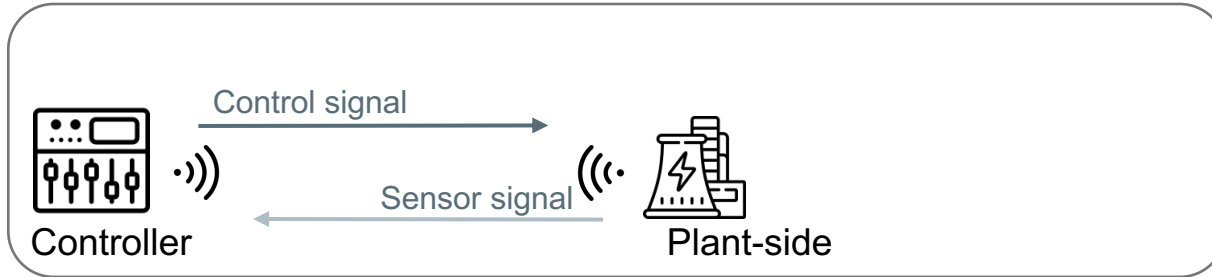 Control signal
Sensor signal
Controller
Plant-side